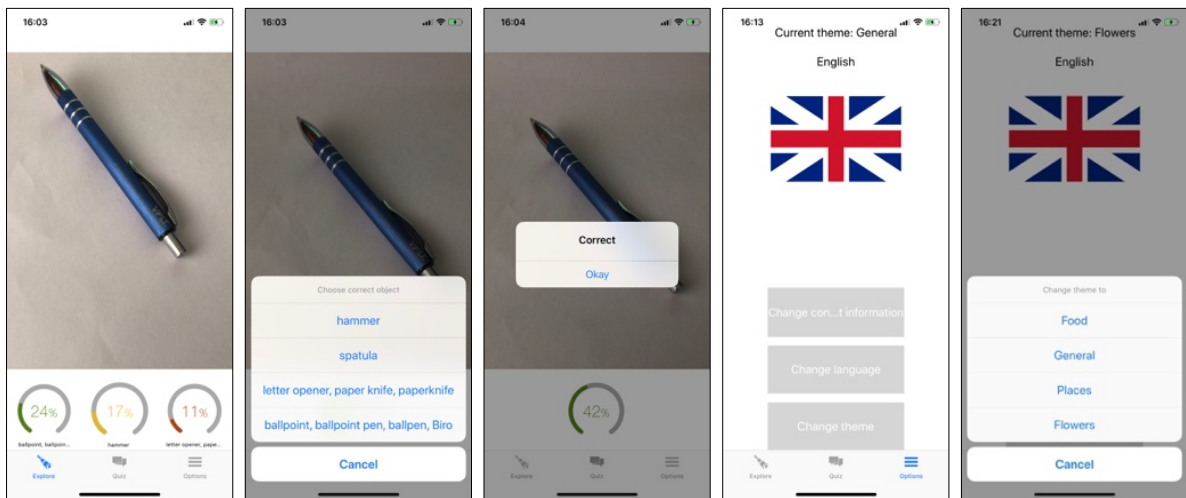 16:03
24%
17%
11%
ballpoint, ballpoin...
hammer
letter opener, pape...
Explore
Quiz
Options
16:03
Choose correct object
hammer
spatula
letter opener, paper knife, paperknife
ballpoint, ballpoint pen, ballpen, Biro
Cancel
16:04
Correct
Okay
42%
Explore
Quiz
Options
16:13
Current theme: General
English
Change con...t information
Change language
Change theme
Explore
Quiz
Options
16:21
Current theme: Flowers
English
Change theme to
Food
General
Places
Flowers
Cancel